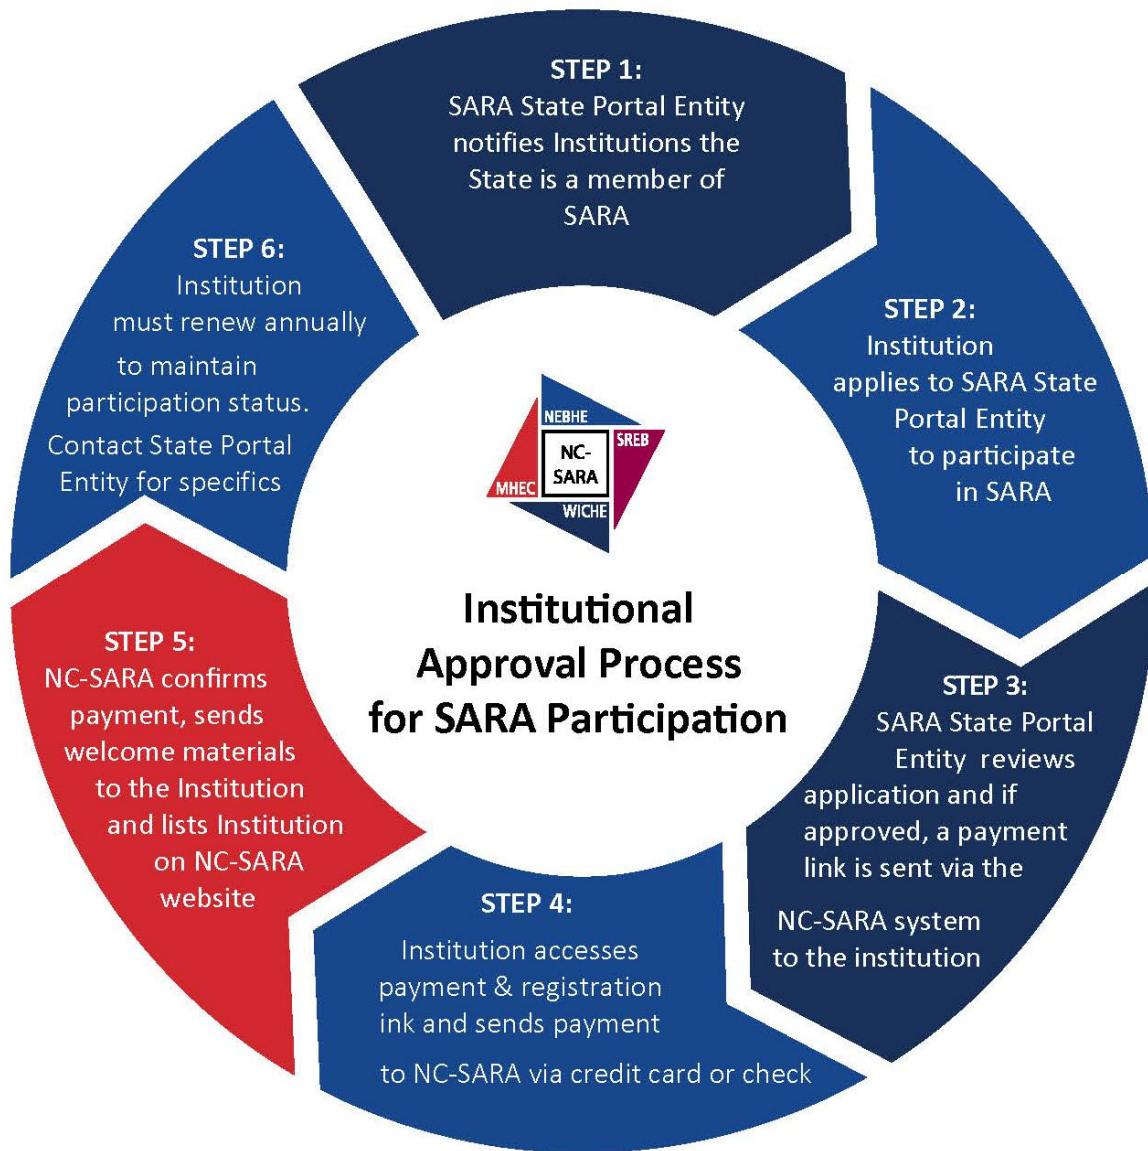 STEP 1:
SARA State Portal Entity
notifies Institutions the
State is a member of
SARA
STEP 2:
Institution
applies to SARA State
Portal Entity
to participate
in SARA
STEP 3:
SARA State Portal
Entity reviews
application and if
approved, a payment
link is sent via the
NC-SARA system
to the institution
STEP 4:
Institution accesses
payment & registration
ink and sends payment
to NC-SARA via credit card or check
STEP 5:
NC-SARA confirms
payment, sends
welcome materials
to the Institution
and lists Institution
on NC-SARA
website
STEP 6:
Institution
must renew annually
to maintain
participation status.
Contact State Portal
Entity for specifics
NEBHE
SREB
NC-
SARA
MHEC
WICHE
Institutional
Approval Process
for SARA Participation